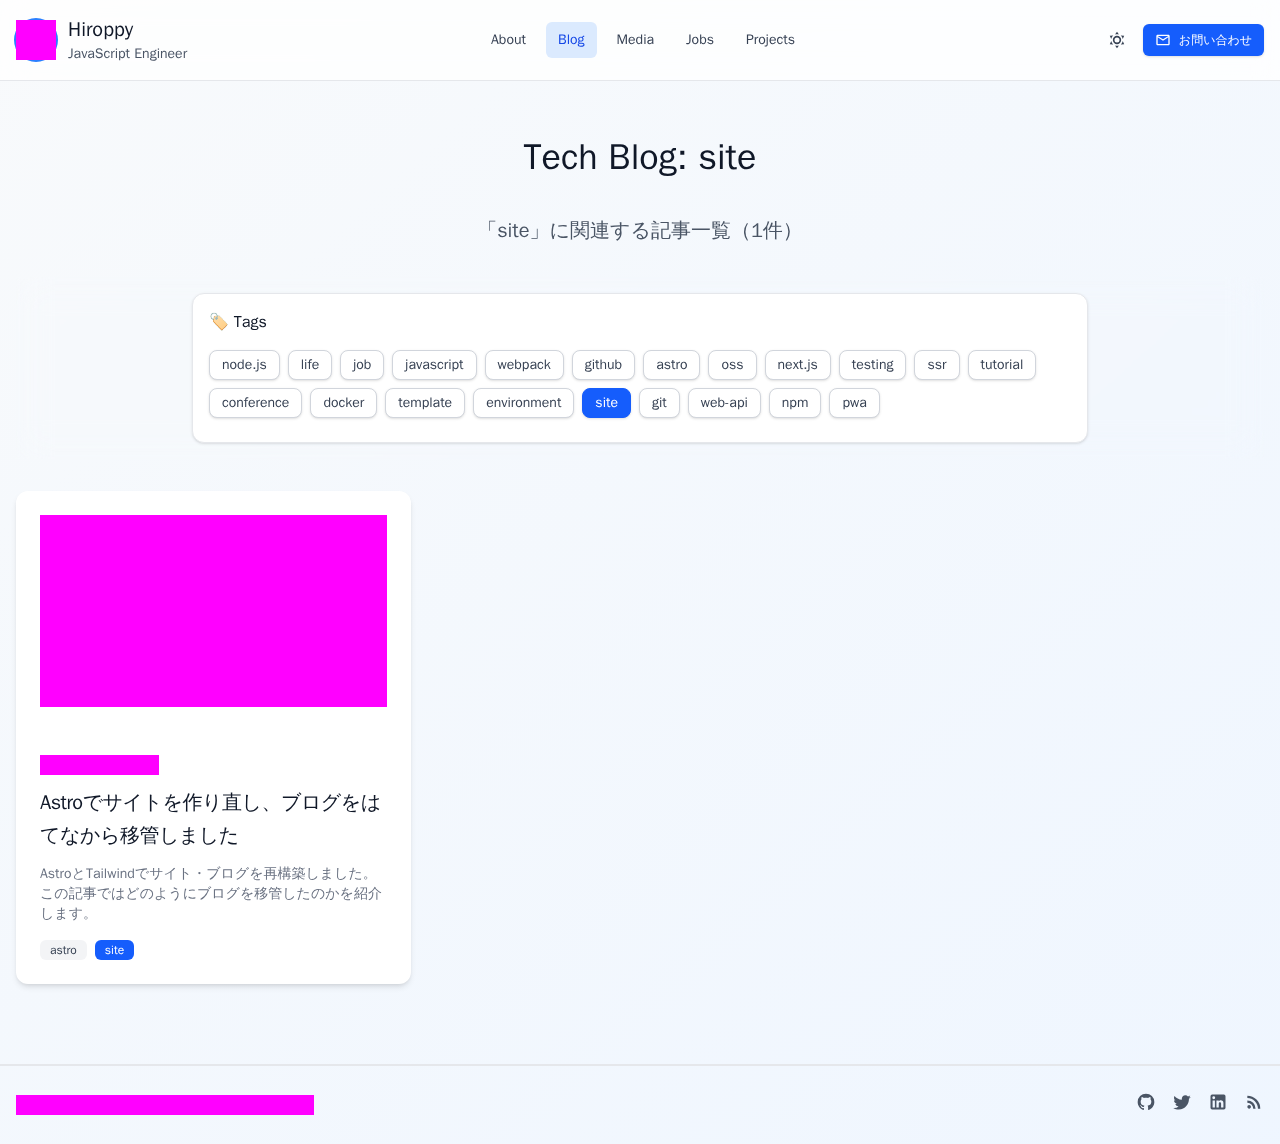 Hiroppy
JavaScript Engineer
About
Blog
Media
Jobs
Projects
お問い合わせ
Tech Blog: site
「site」に関連する記事一覧（1件）
🏷️ Tags
node.js
life
job
javascript
webpack
github
astro
oss
next.js
testing
ssr
tutorial
conference
docker
template
environment
site
git
web-api
npm
pwa
Astroでサイトを作り直し、ブログをは
てなから移管しました
AstroとTailwindでサイト・ブログを再構築しました。
この記事ではどのようにブログを移管したのかを紹介
します。
astro
site